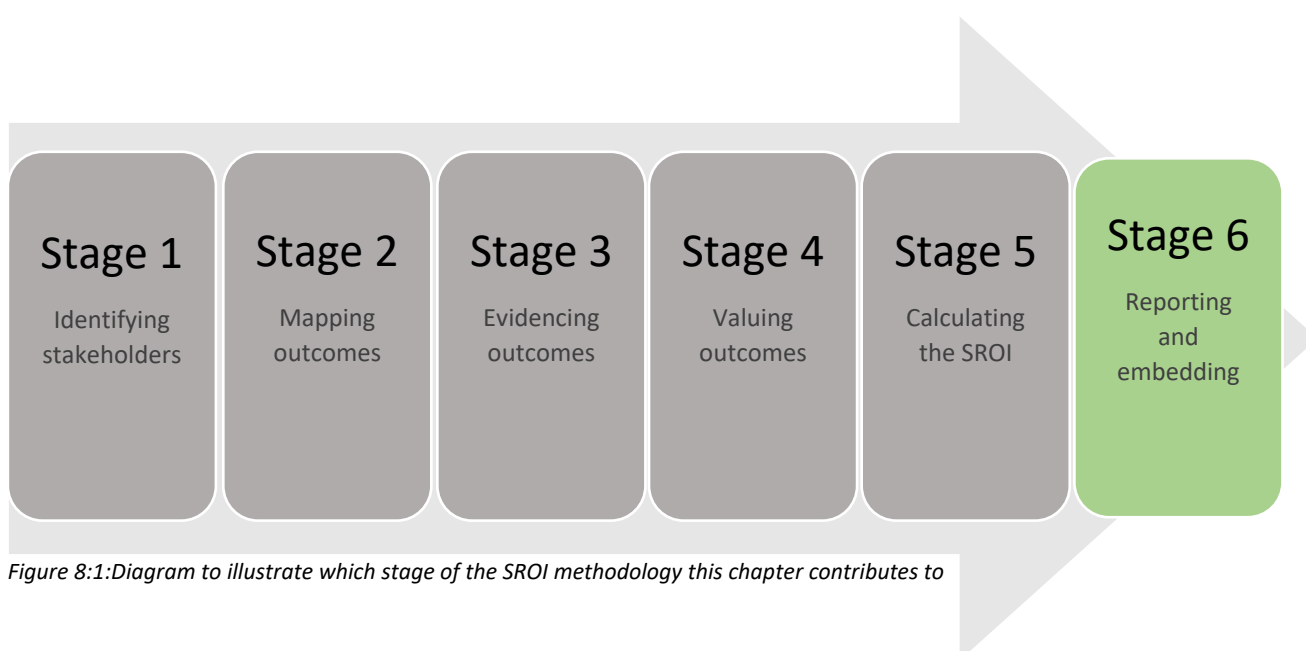 Stage 1
Identifying
stakeholders
Stage 2
Mapping
outcomes
Stage 3
Evidencing
outcomes
Stage 4
Valuing
outcomes
Stage 5
Calculating
the SROI
Stage 6
Reporting
and
embedding
Figure 8:1:Diagram to illustrate which stage of the SROI methodology this chapter contributes to